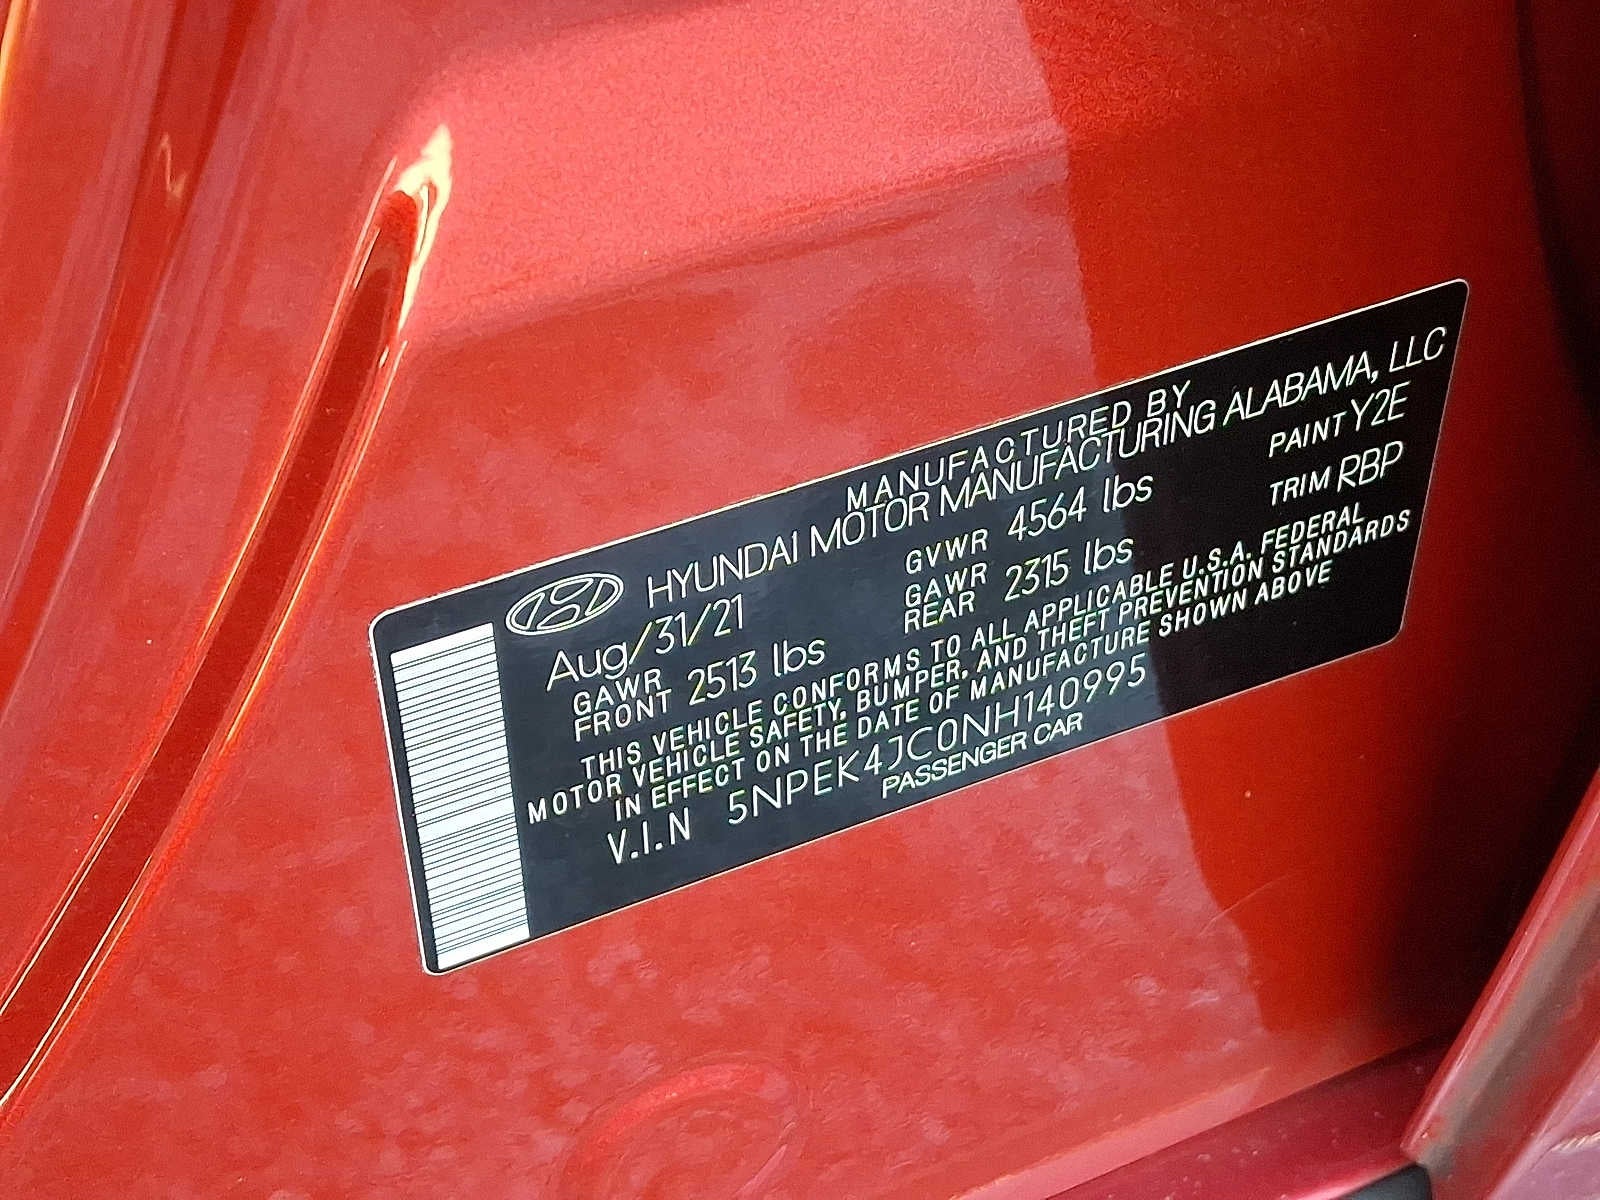 MANUFACTURED BY
HYUNDAI MOTOR MANUFACTURING ALABAMA, LLC
Aug/31/21 GVWR 4564 lbs PAINT Y2E
GAWR FRONT 2513 lbs GAWR REAR 2315 lbs TRIM RBP
THIS VEHICLE CONFORMS TO ALL APPLICABLE U.S.A. FEDERAL
MOTOR VEHICLE SAFETY, BUMPER, AND THEFT PREVENTION STANDARDS
IN EFFECT ON THE DATE OF MANUFACTURE SHOWN ABOVE
V.I.N 5NPEK4JC0NH140995
PASSENGER CAR